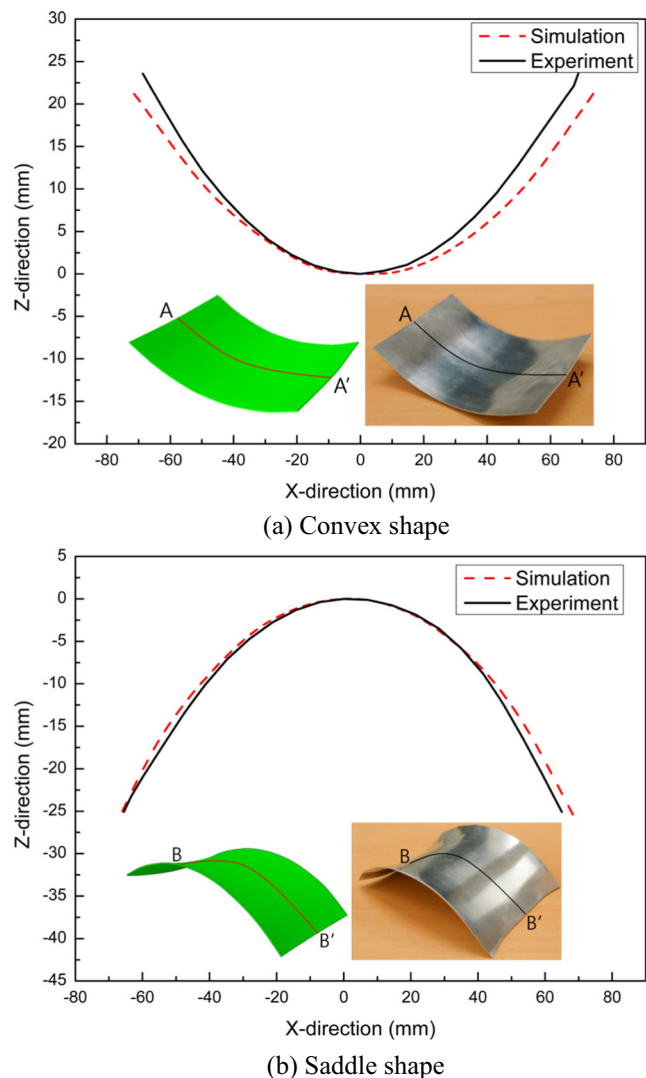 Simulation
Experiment
30
25
20
15
10
5
0
-5
-10
-15
-20
Z-direction (mm)
A
A'
A
A'
-80 -60 -40 -20 0 20 40 60 80
X-direction (mm)
(a) Convex shape
Simulation
Experiment
5
0
-5
-10
-15
-20
-25
-30
-35
-40
-45
Z-direction (mm)
B
B'
B
B'
-80 -60 -40 -20 0 20 40 60 80
X-direction (mm)
(b) Saddle shape